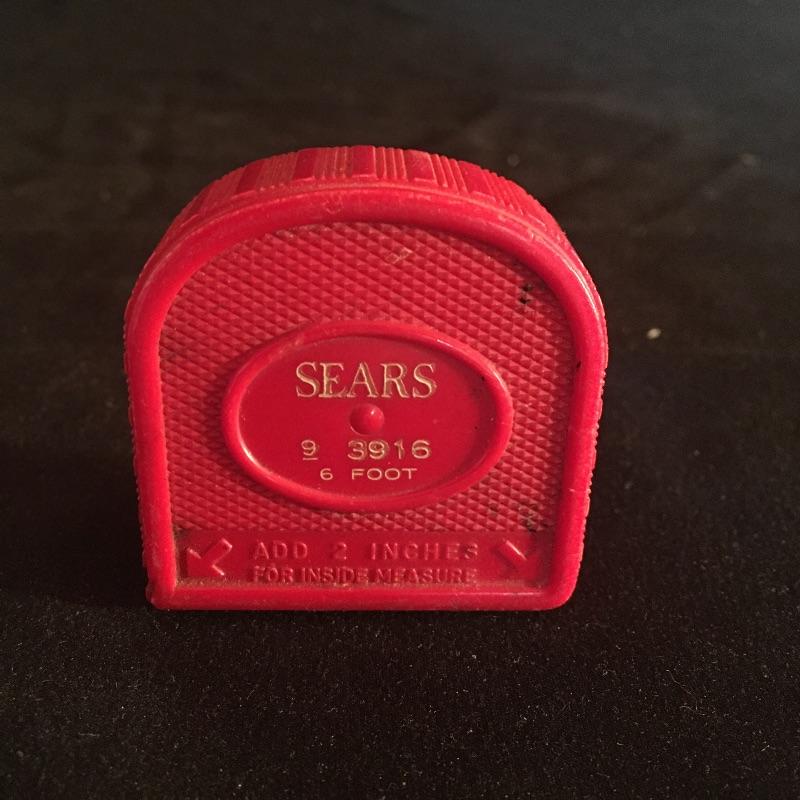 SEARS
9 3916
6 FOOT
ADD 2 INCHES
FOR INSIDE MEASURE